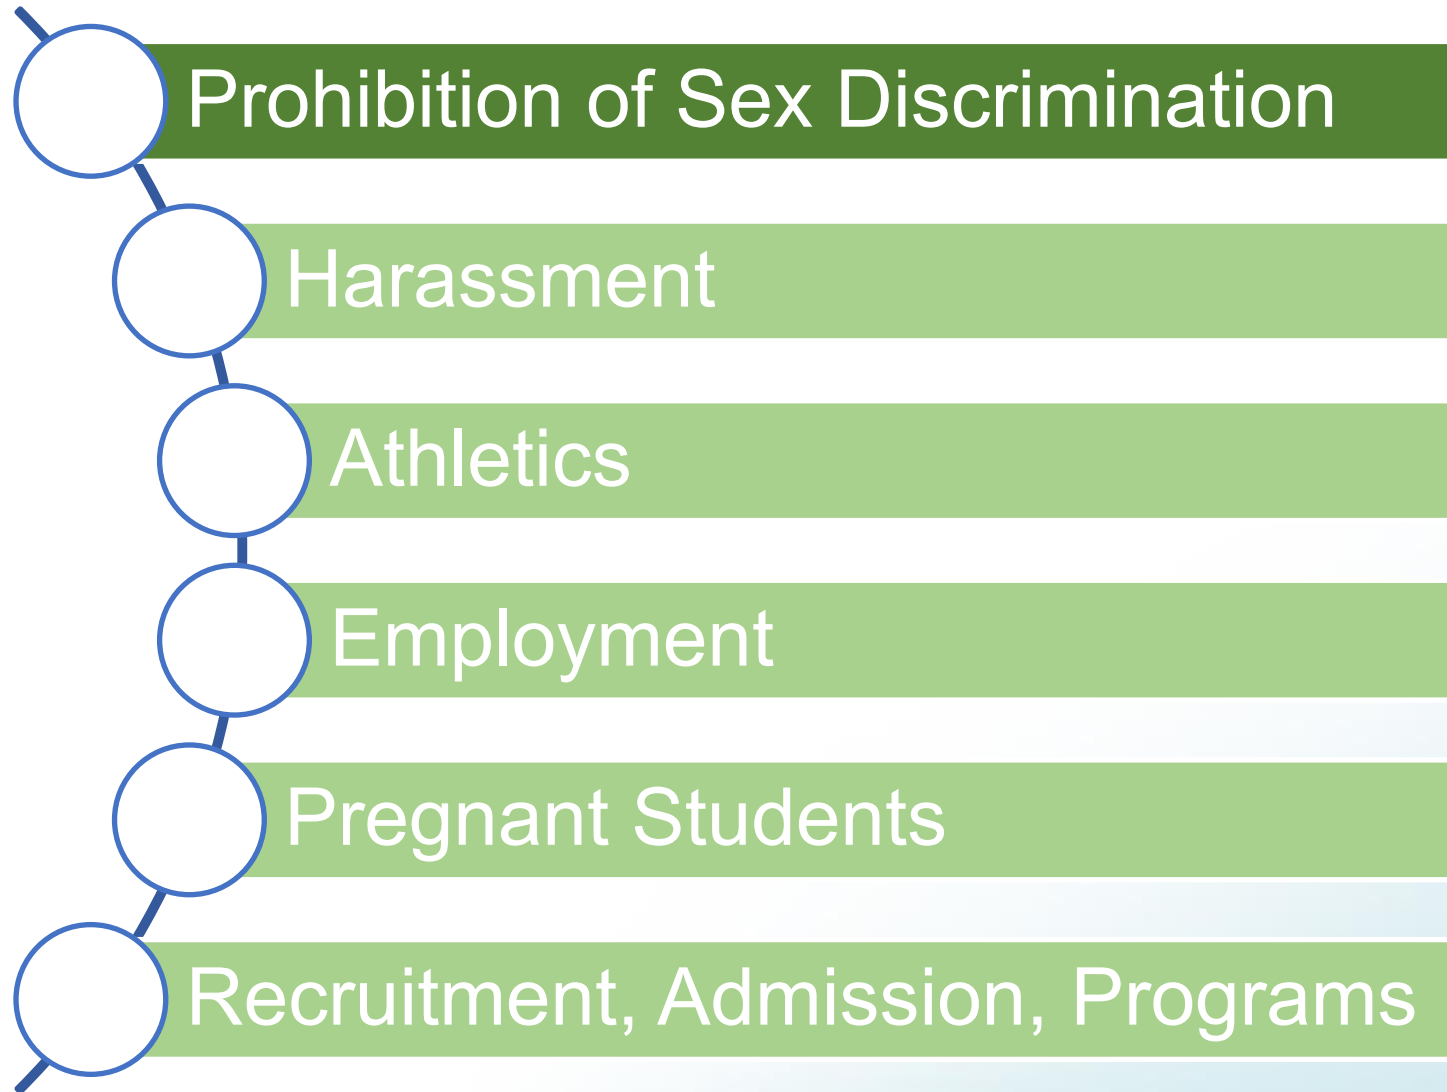 Prohibition of Sex Discrimination
Harassment
Athletics
Employment
Pregnant Students
Recruitment, Admission, Programs